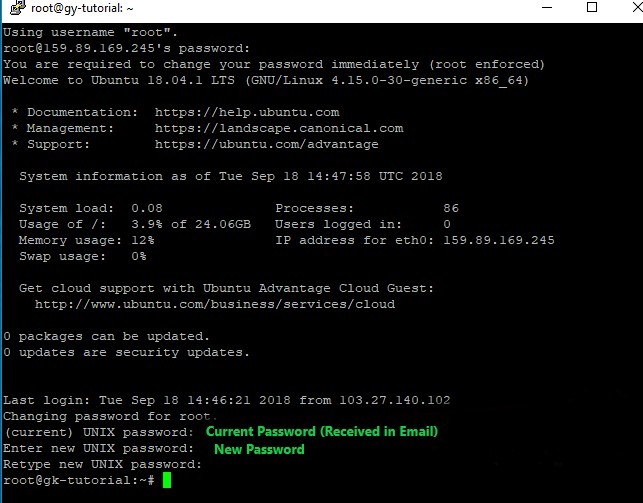 root@gy-tutorial: ~
Using username "root".
root@159.89.169.245's password:
You are required to change your password immediately (root enforced)
Welcome to Ubuntu 18.04.1 LTS (GNU/Linux 4.15.0-30-generic x86_64)
* Documentation: https://help.ubuntu.com
* Management: https://landscape.canonical.com
* Support: https://ubuntu.com/advantage
System information as of Tue Sep 18 14:47:58 UTC 2018
System load: 0.08 Processes: 86
Usage of /: 3.9% of 24.06GB Users logged in: 0
Memory usage: 12% IP address for eth0: 159.89.169.245
Swap usage: 0%
Get cloud support with Ubuntu Advantage Cloud Guest:
http://www.ubuntu.com/business/services/cloud
0 packages can be updated.
0 updates are security updates.
Last login: Tue Sep 18 14:46:21 2018 from 103.27.140.102
Changing password for root.
(current) UNIX password: Current Password (Received in Email)
Enter new UNIX password: New Password
Retype new UNIX password:
root@gk-tutorial:~#